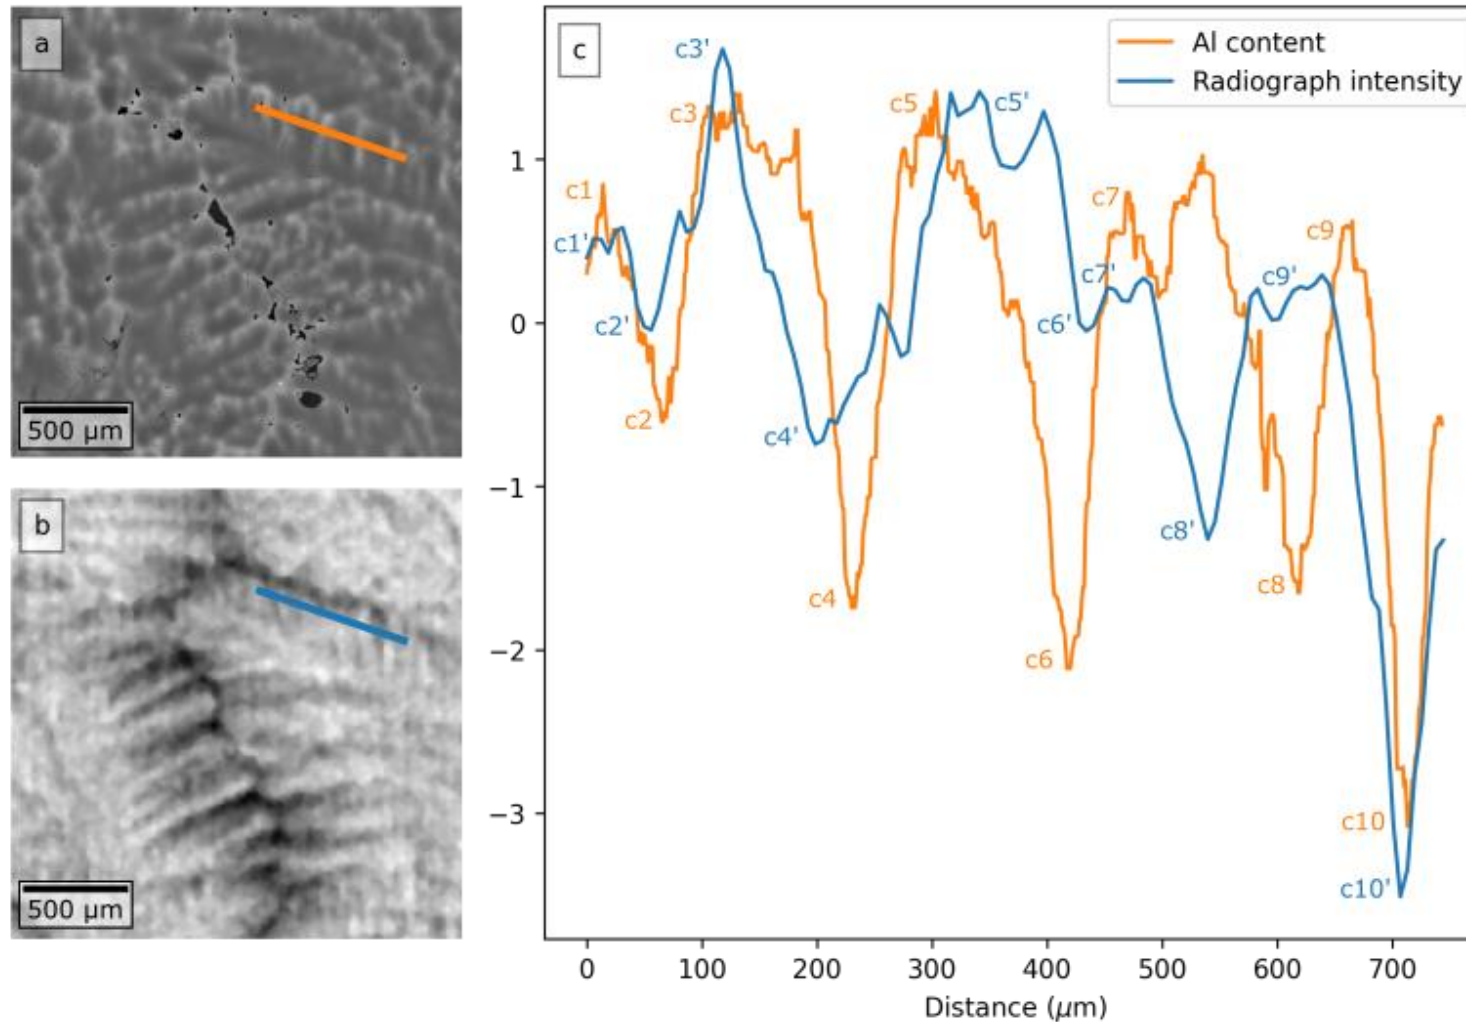 a
500 µm
b
500 µm
c
Al content
Radiograph intensity
c1
c1'
c2'
c2
c3'
c3
c4'
c4
c5
c5'
c6'
c6
c7
c7'
c8'
c8
c9
c9'
c10
c10'
1
0
−1
−2
−3
0 100 200 300 400 500 600 700
Distance (µm)